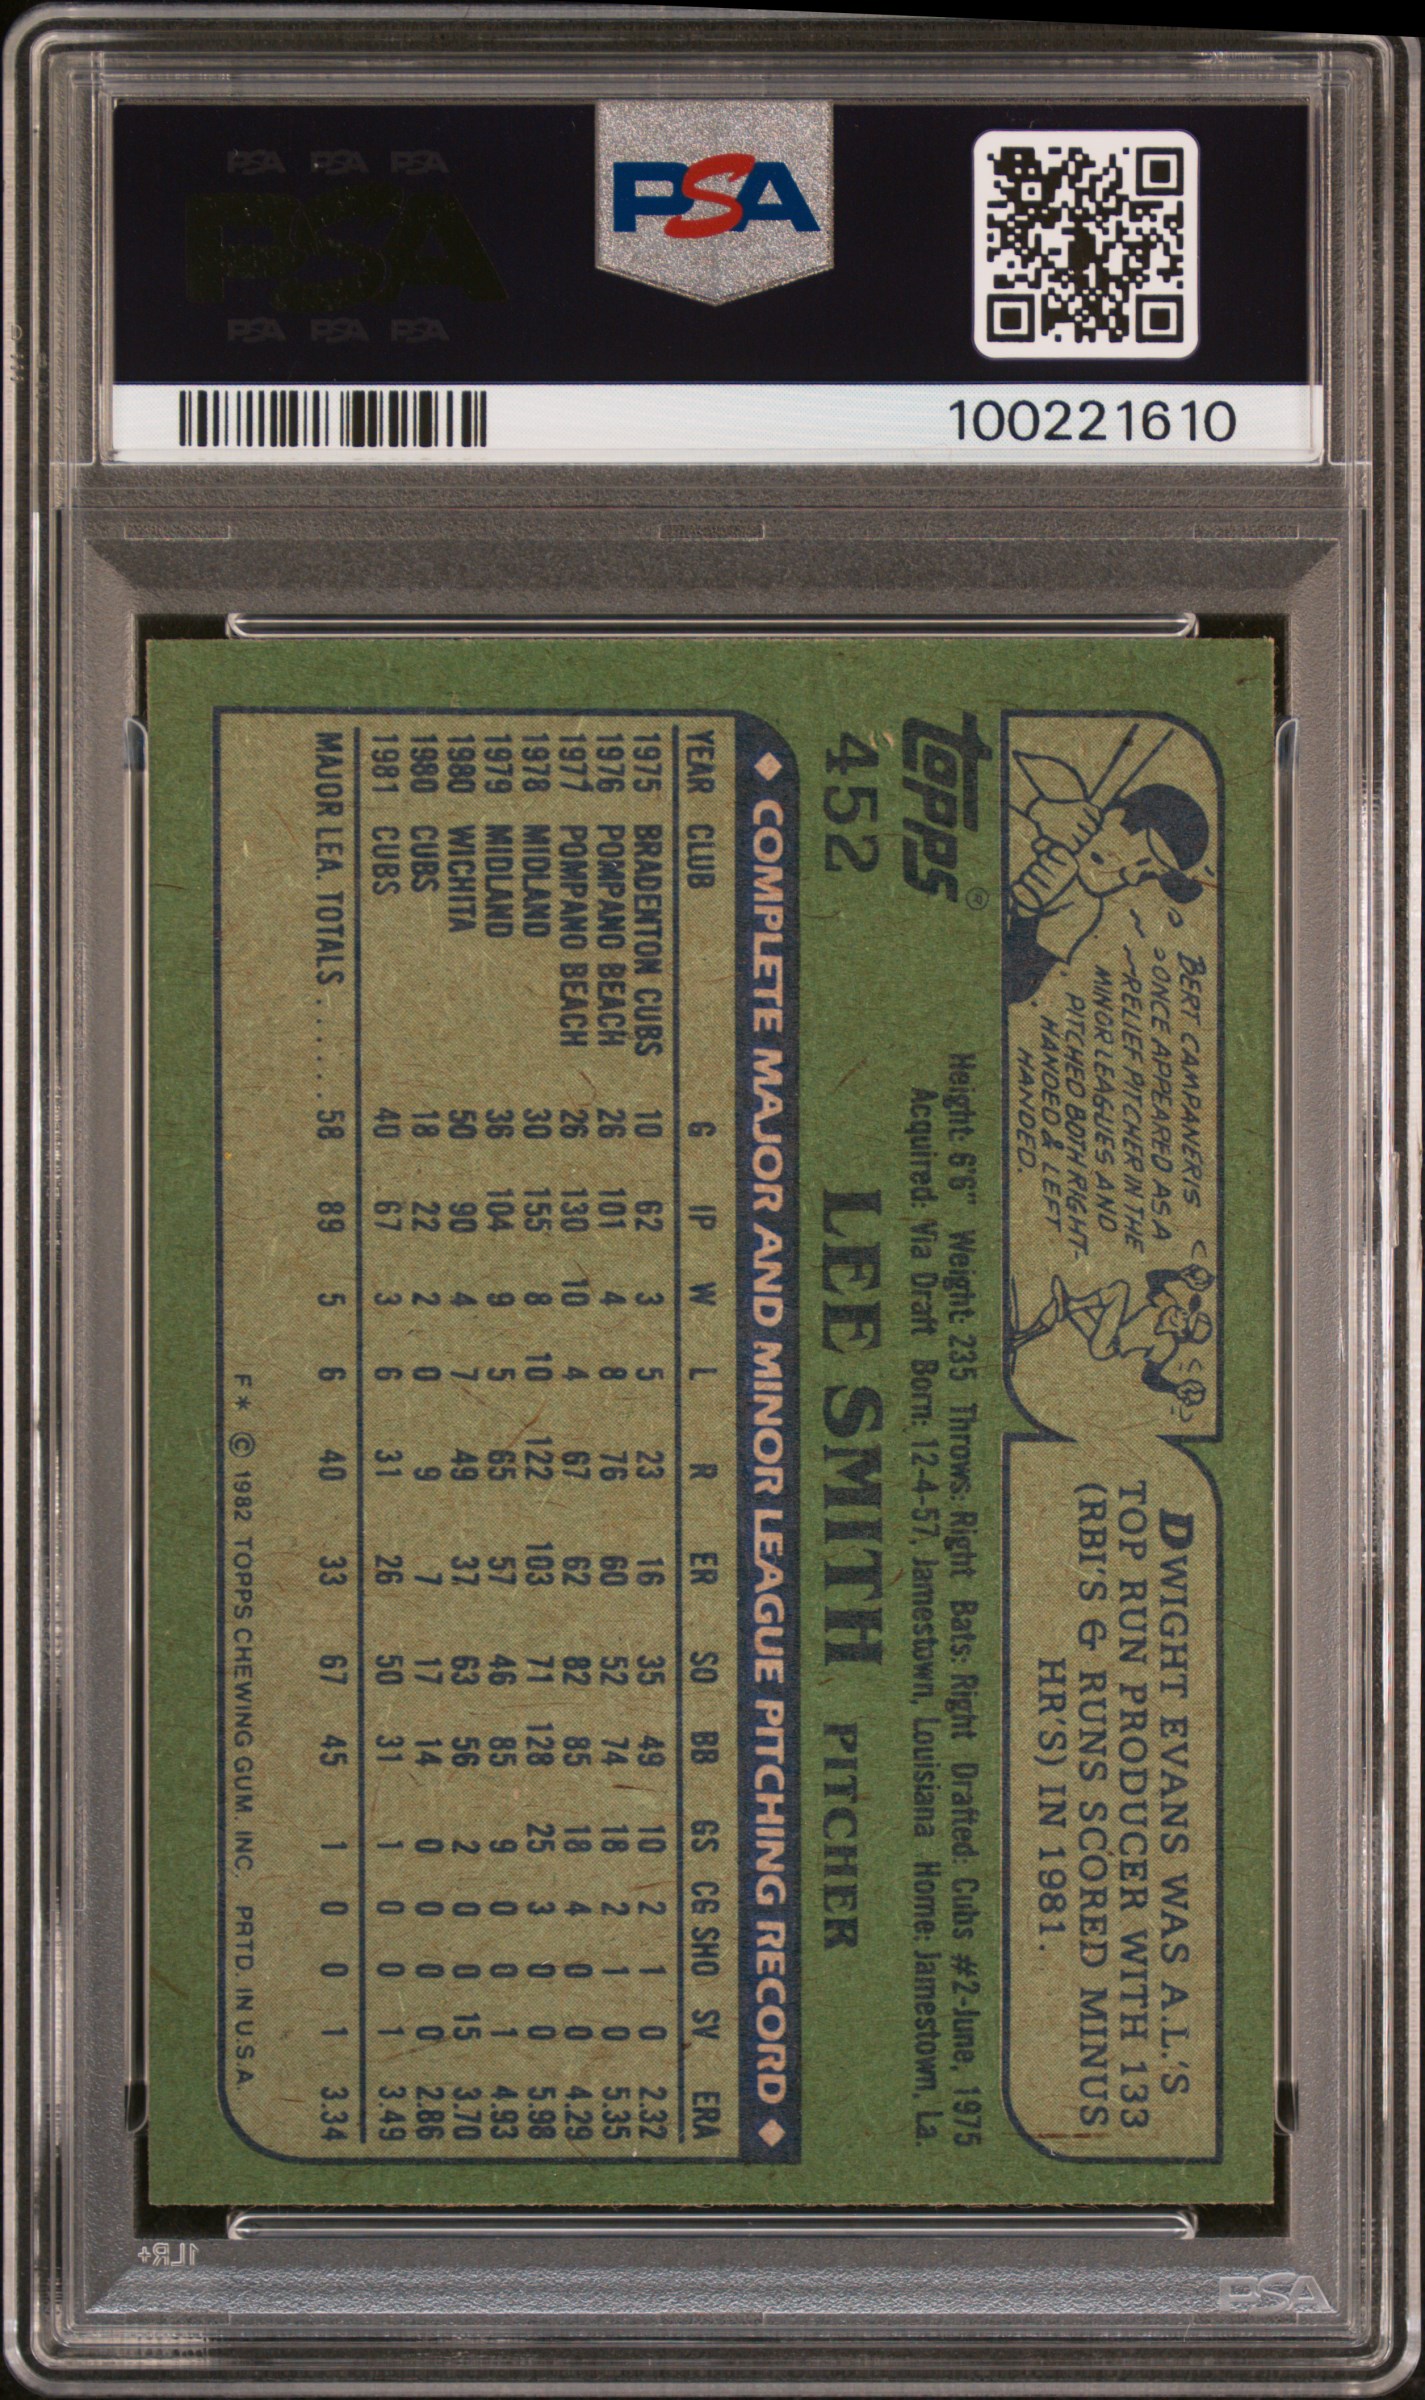 PSA PSA PSA
PSA
PSA PSA PSA
PSA
100221610
BERT CAMPANERIS
ONCE APPEARED AS A
RELIEF PITCHER IN THE
MINOR LEAGUES AND
PITCHED BOTH RIGHT-
HANDED & LEFT
HANDED.
DWIGHT EVANS WAS A.L.'S
TOP RUN PRODUCER WITH 133
(RBI'S & RUNS SCORED MINUS
HR'S) IN 1981.
topps®
452
Height: 6'6" Weight: 235 Throws: Right Bats: Right Drafted: Cubs #2-June, 1975
Acquired: Via Draft Born: 12-4-57, Jamestown, Louisiana Home: Jamestown, La.
LEE SMITH PITCHER
◆ COMPLETE MAJOR AND MINOR LEAGUE PITCHING RECORD ◆
YEAR CLUB G IP W L R ER SO BB GS CG SHO SV ERA
1975 BRADENTON CUBS 10 62 3 5 23 16 35 49 10 2 1 0 2.32
1976 POMPANO BEACH 26 101 4 8 76 60 52 74 18 2 1 0 5.35
1977 POMPANO BEACH 26 130 10 4 67 62 82 85 18 4 0 0 4.29
1978 MIDLAND 30 155 8 10 122 103 71 128 25 3 0 0 5.98
1979 MIDLAND 36 104 9 5 65 57 46 85 9 0 0 1 4.93
1980 WICHITA 50 90 4 7 49 37 63 56 2 0 0 15 3.70
1980 CUBS 18 22 2 0 9 7 17 14 0 0 0 0 2.86
1981 CUBS 40 67 3 6 31 26 50 31 1 0 0 1 3.49
MAJOR LEA. TOTALS ...... 58 89 5 6 40 33 67 45 1 0 0 1 3.34
F* © 1982 TOPPS CHEWING GUM, INC. PRTD. IN U.S.A.
1LR+
PSA